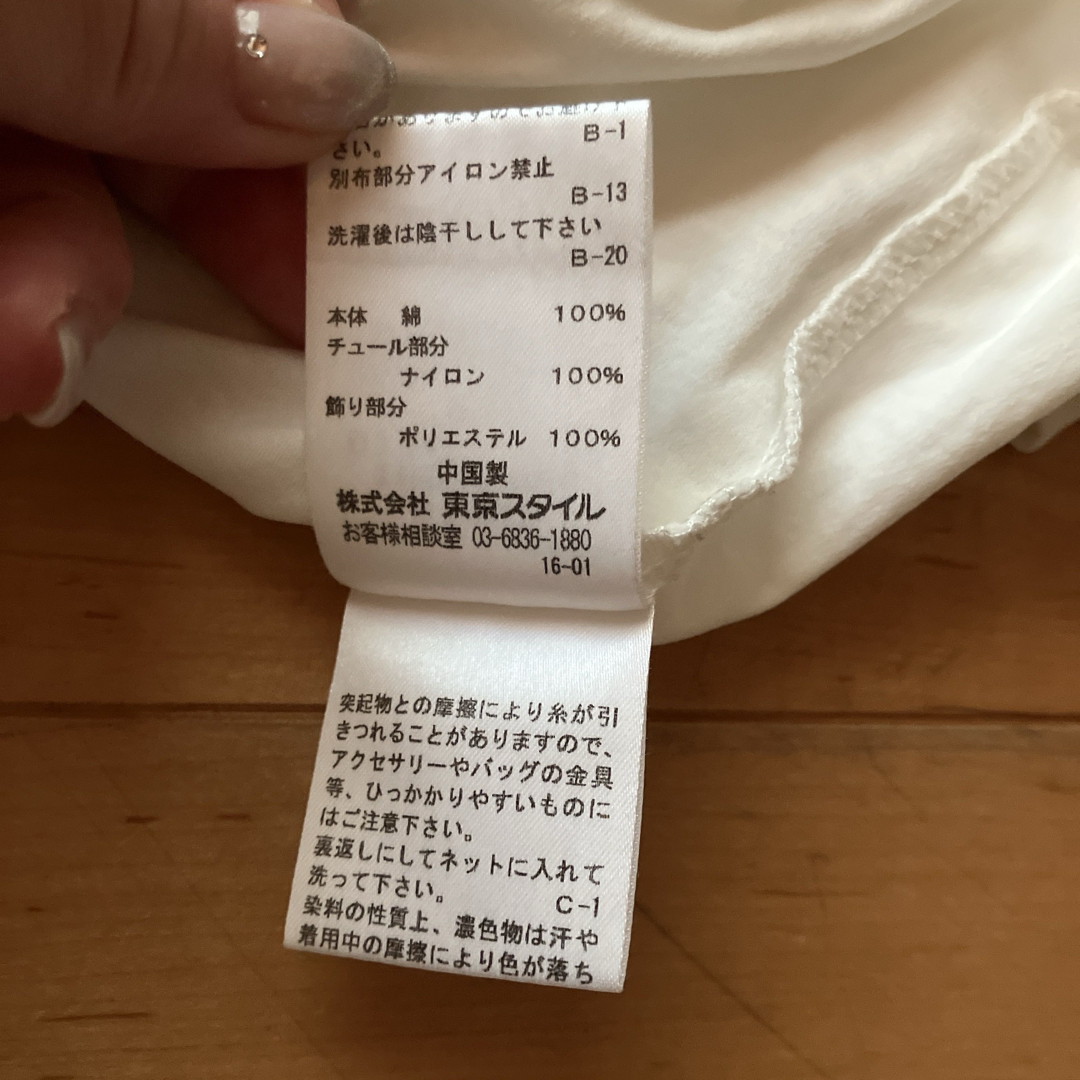 さい。
B-1
別布部分アイロン禁止
B-13
洗濯後は陰干しして下さい
B-20
本体 綿 100%
チュール部分
ナイロン 100%
飾り部分
ポリエステル 100%
中国製
株式会社 東京スタイル
お客様相談室 03-6836-1880
16-01
突起物との摩擦により糸が引
きつれることがありますので、
アクセサリーやバッグの金具
等、ひっかかりやすいものに
はご注意下さい。
裏返しにしてネットに入れて
洗って下さい。
C-1
染料の性質上、濃色物は汗や
着用中の摩擦により色が落ち